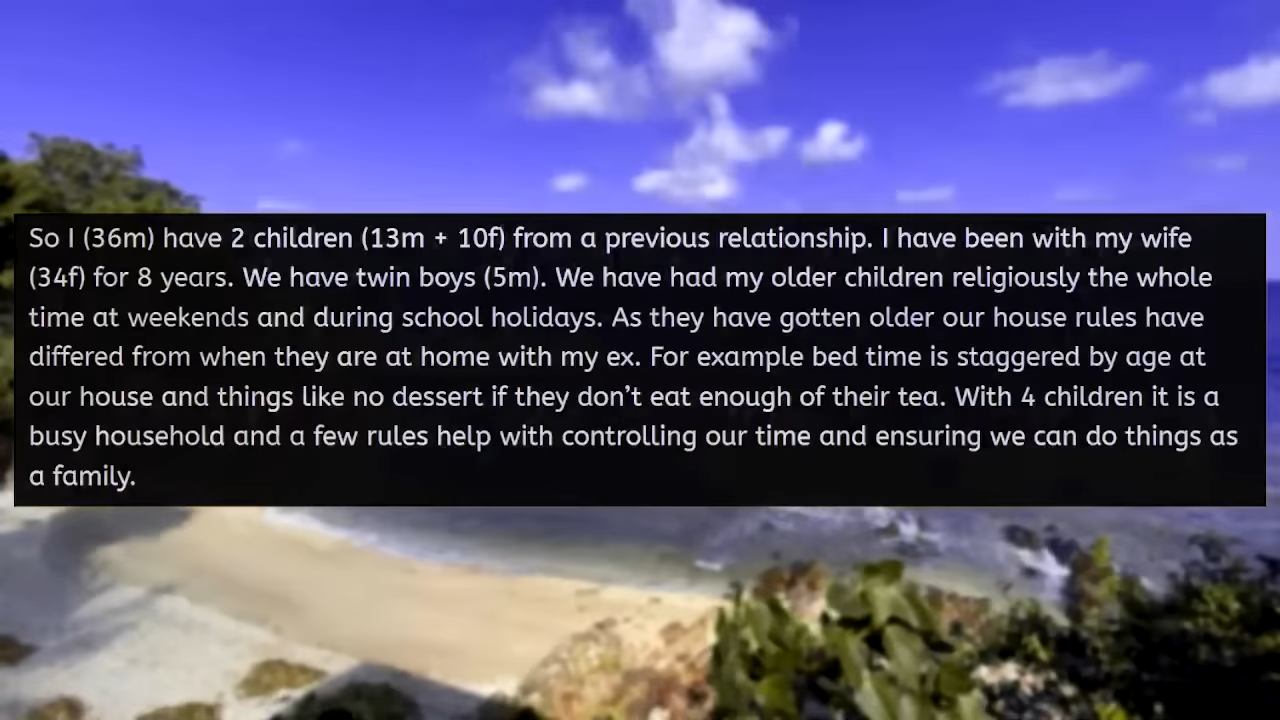 So I (36m) have 2 children (13m + 10f) from a previous relationship. I have been with my wife
(34f) for 8 years. We have twin boys (5m). We have had my older children religiously the whole
time at weekends and during school holidays. As they have gotten older our house rules have
differed from when they are at home with my ex. For example bed time is staggered by age at
our house and things like no dessert if they don’t eat enough of their tea. With 4 children it is a
busy household and a few rules help with controlling our time and ensuring we can do things as
a family.